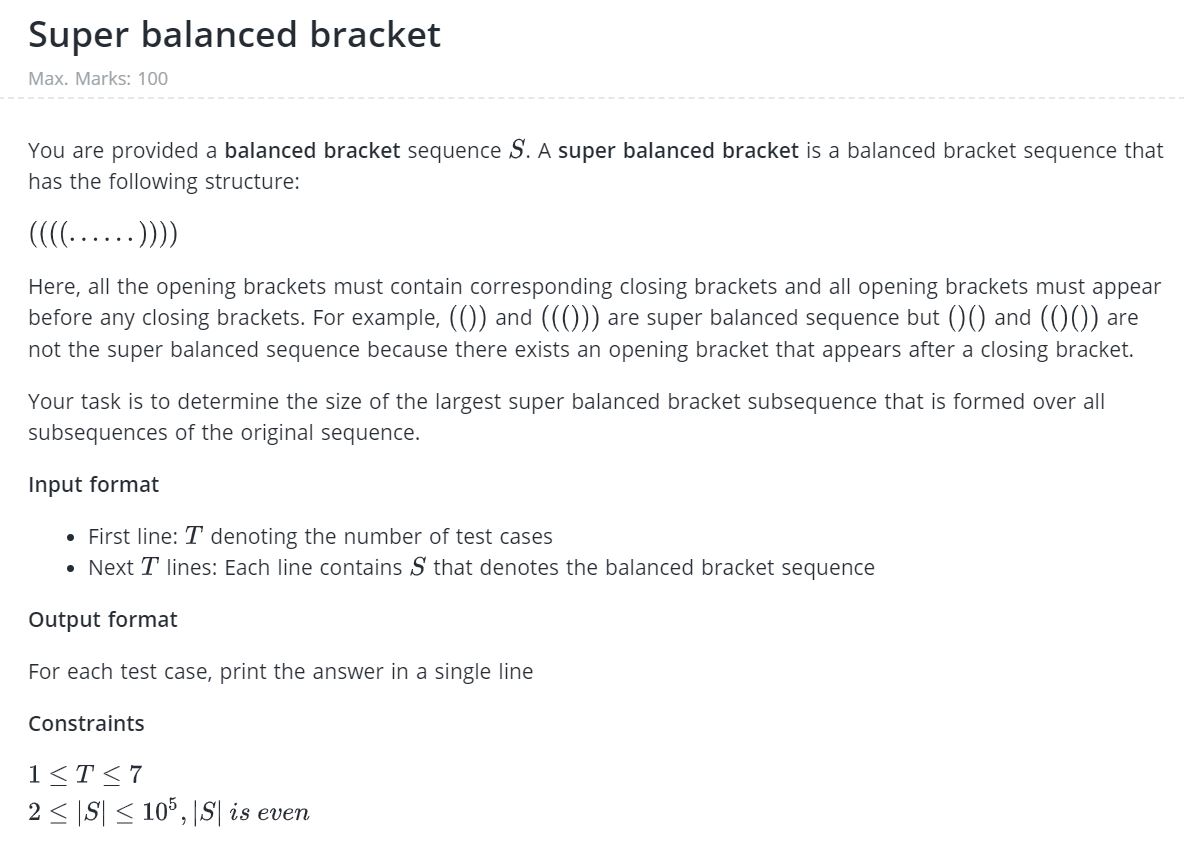 Super balanced bracket
Max. Marks: 100
You are provided a balanced bracket sequence S. A super balanced bracket is a balanced bracket sequence that
has the following structure:
((((......))))
Here, all the opening brackets must contain corresponding closing brackets and all opening brackets must appear
before any closing brackets. For example, (()) and ((())) are super balanced sequence but ()() and (()()) are
not the super balanced sequence because there exists an opening bracket that appears after a closing bracket.
Your task is to determine the size of the largest super balanced bracket subsequence that is formed over all
subsequences of the original sequence.
Input format
• First line: T denoting the number of test cases
• Next T lines: Each line contains S that denotes the balanced bracket sequence
Output format
For each test case, print the answer in a single line
Constraints
1 ≤ T ≤ 7
2 ≤ |S| ≤ 10⁵, |S| is even